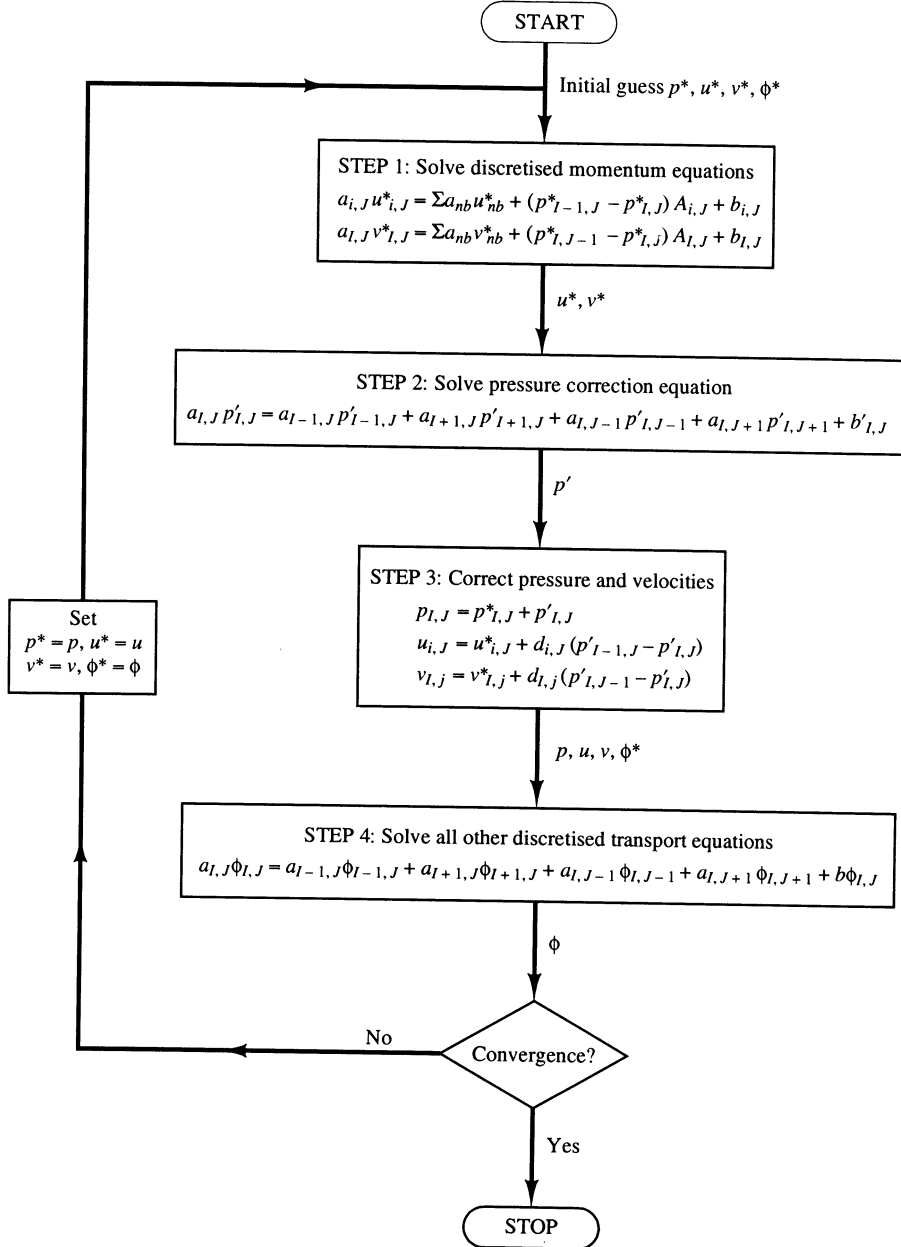 START
Initial guess p*, u*, v*, ϕ*
STEP 1: Solve discretised momentum equations
a_{i,J} u*_{i,J} = Σa_{nb} u*_{nb} + (p*_{I−1,J} − p*_{I,J}) A_{i,J} + b_{i,J}
a_{I,J} v*_{I,J} = Σa_{nb} v*_{nb} + (p*_{I,J−1} − p*_{I,j}) A_{I,J} + b_{I,J}
u*, v*
STEP 2: Solve pressure correction equation
a_{I,J} p′_{I,J} = a_{I−1,J} p′_{I−1,J} + a_{I+1,J} p′_{I+1,J} + a_{I,J−1} p′_{I,J−1} + a_{I,J+1} p′_{I,J+1} + b′_{I,J}
p′
STEP 3: Correct pressure and velocities
p_{I,J} = p*_{I,J} + p′_{I,J}
u_{i,J} = u*_{i,J} + d_{i,J} (p′_{I−1,J} − p′_{I,J})
v_{I,j} = v*_{I,j} + d_{I,j} (p′_{I,J−1} − p′_{I,J})
Set
p* = p, u* = u
v* = v, ϕ* = ϕ
p, u, v, ϕ*
STEP 4: Solve all other discretised transport equations
a_{I,J} ϕ_{I,J} = a_{I−1,J} ϕ_{I−1,J} + a_{I+1,J} ϕ_{I+1,J} + a_{I,J−1} ϕ_{I,J−1} + a_{I,J+1} ϕ_{I,J+1} + bϕ_{I,J}
ϕ
No
Convergence?
Yes
STOP